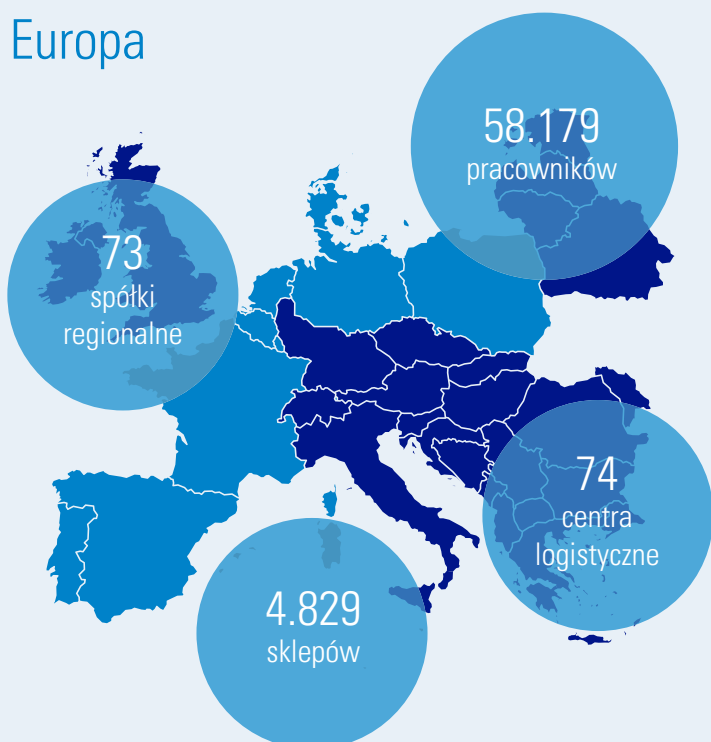 Europa
58.179
pracowników
73
spółki
regionalne
74
centra
logistyczne
4.829
sklepów